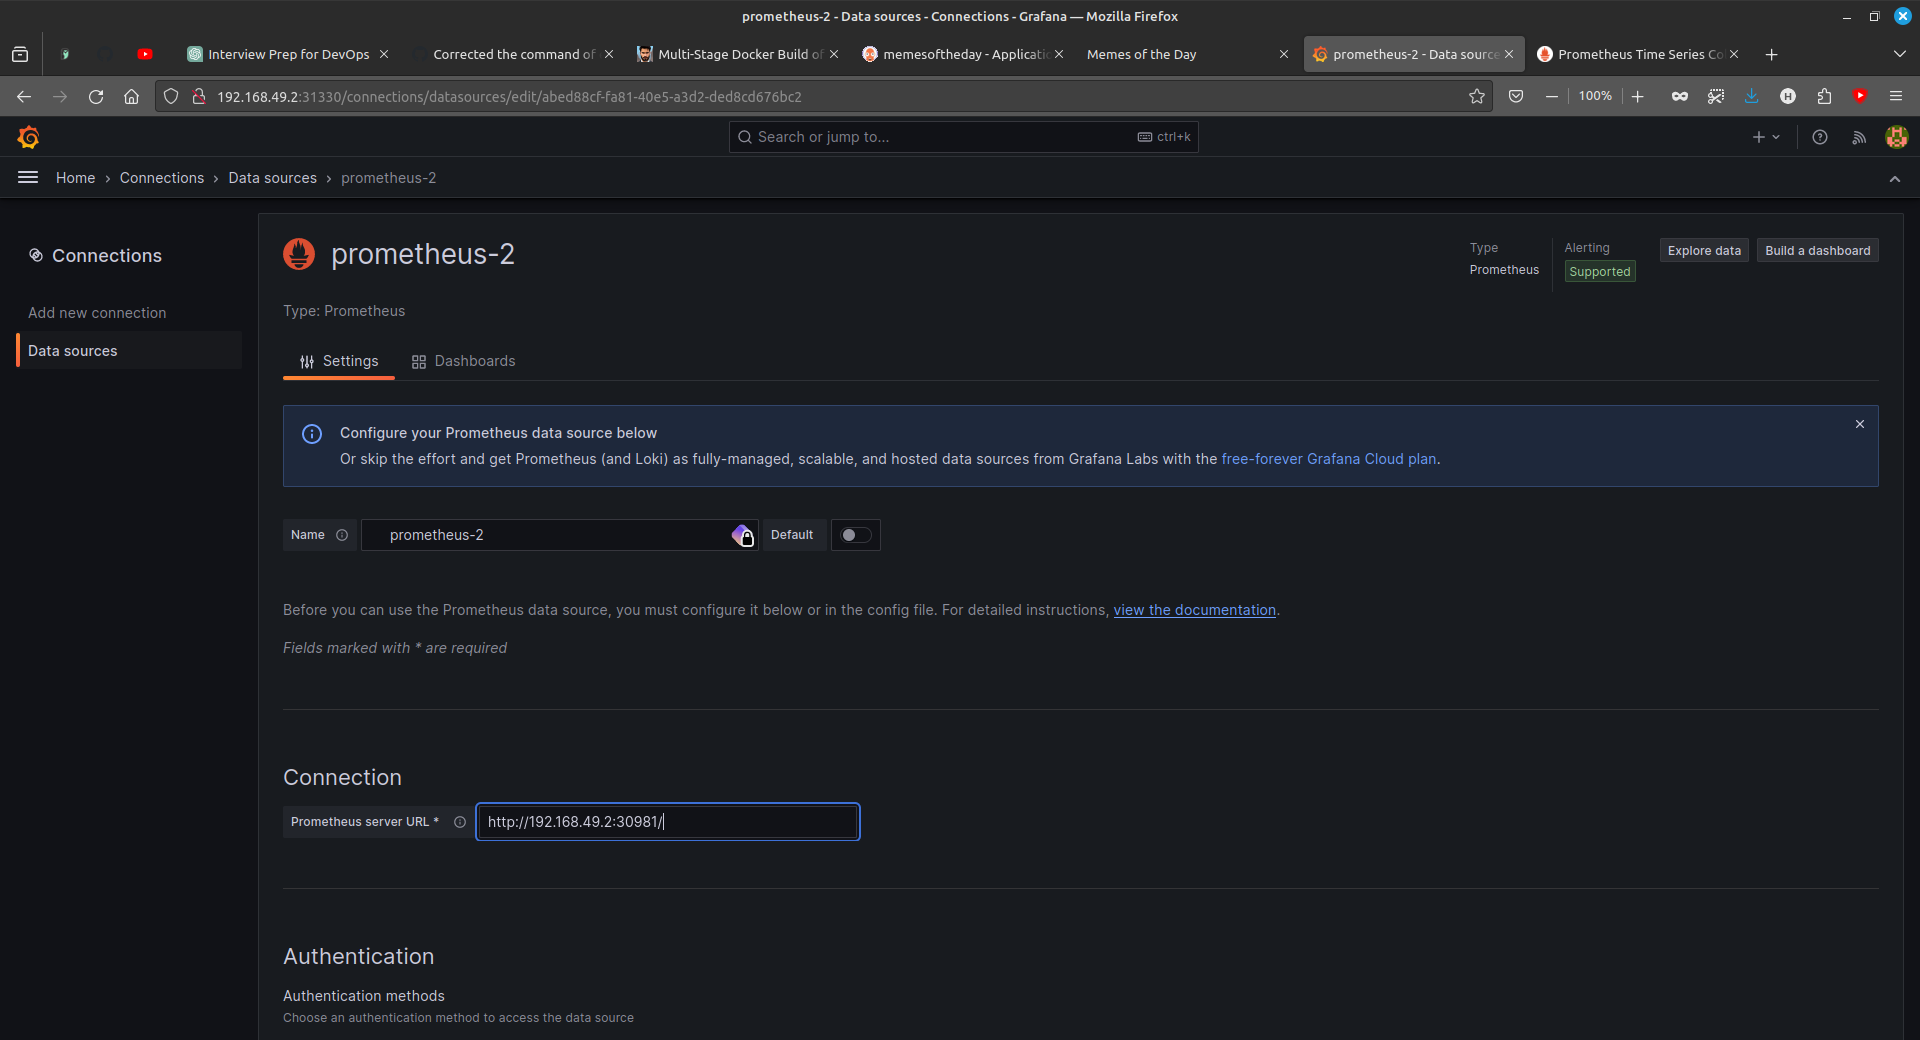 prometheus-2 - Data sources - Connections - Grafana — Mozilla Firefox
Interview Prep for DevOps
Corrected the command of
Multi-Stage Docker Build of
memesoftheday - Applicatic
Memes of the Day
prometheus-2 - Data source
Prometheus Time Series Co
192.168.49.2:31330/connections/datasources/edit/abed88cf-fa81-40e5-a3d2-ded8cd676bc2
100%
Search or jump to...
ctrl+k
Home › Connections › Data sources › prometheus-2
Connections
Add new connection
Data sources
prometheus-2
Type
Prometheus
Alerting
Supported
Explore data
Build a dashboard
Type: Prometheus
Settings
Dashboards
Configure your Prometheus data source below
Or skip the effort and get Prometheus (and Loki) as fully-managed, scalable, and hosted data sources from Grafana Labs with the free-forever Grafana Cloud plan.
Name
prometheus-2
Default
Before you can use the Prometheus data source, you must configure it below or in the config file. For detailed instructions, view the documentation.
Fields marked with * are required
Connection
Prometheus server URL *
http://192.168.49.2:30981/
Authentication
Authentication methods
Choose an authentication method to access the data source